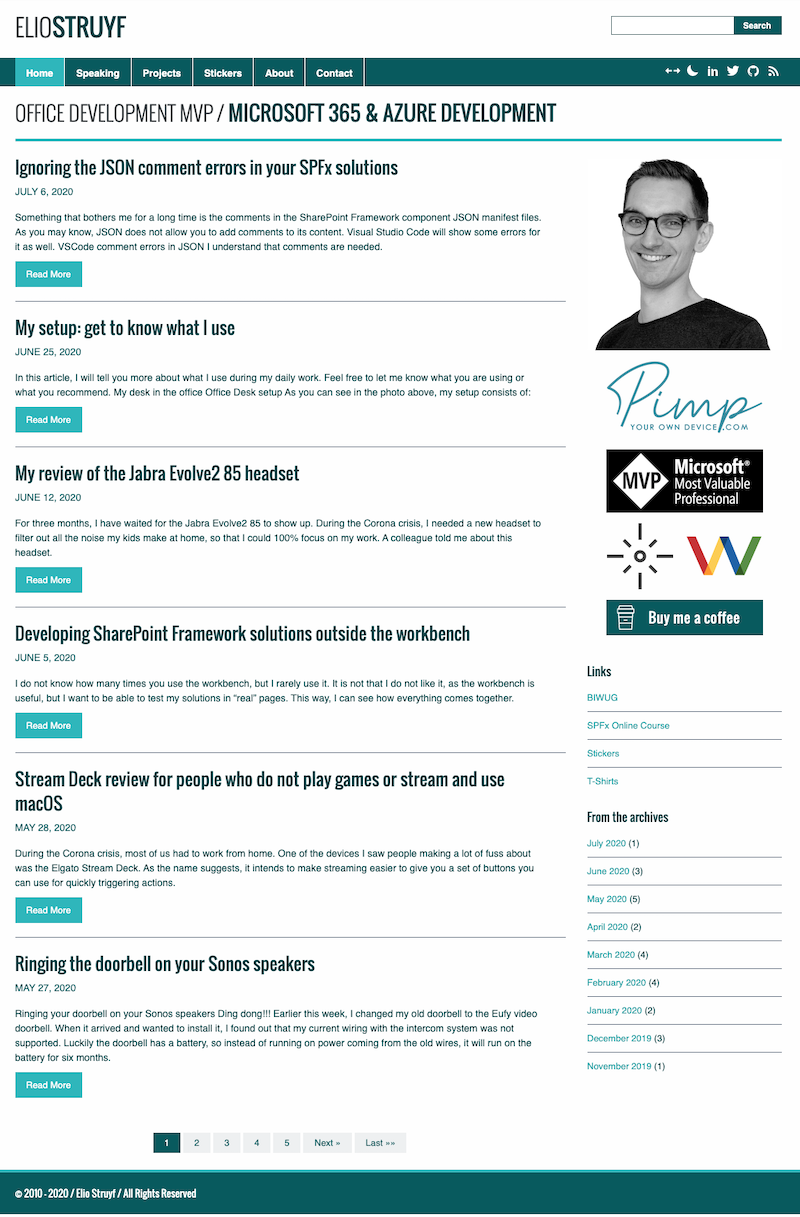 ELIOSTRUYF
Search
Home
Speaking
Projects
Stickers
About
Contact
OFFICE DEVELOPMENT MVP / MICROSOFT 365 & AZURE DEVELOPMENT
Ignoring the JSON comment errors in your SPFx solutions
JULY 6, 2020
Something that bothers me for a long time is the comments in the SharePoint Framework component JSON manifest files.
As you may know, JSON does not allow you to add comments to its content. Visual Studio Code will show some errors for
it as well. VSCode comment errors in JSON I understand that comments are needed.
Read More
My setup: get to know what I use
JUNE 25, 2020
In this article, I will tell you more about what I use during my daily work. Feel free to let me know what you are using or
what you recommend. My desk in the office Office Desk setup As you can see in the photo above, my setup consists of:
Read More
My review of the Jabra Evolve2 85 headset
JUNE 12, 2020
For three months, I have waited for the Jabra Evolve2 85 to show up. During the Corona crisis, I needed a new headset to
filter out all the noise my kids make at home, so that I could 100% focus on my work. A colleague told me about this
headset.
Read More
Developing SharePoint Framework solutions outside the workbench
JUNE 5, 2020
I do not know how many times you use the workbench, but I rarely use it. It is not that I do not like it, as the workbench is
useful, but I want to be able to test my solutions in “real” pages. This way, I can see how everything comes together.
Read More
Stream Deck review for people who do not play games or stream and use
macOS
MAY 28, 2020
During the Corona crisis, most of us had to work from home. One of the devices I saw people making a lot of fuss about
was the Elgato Stream Deck. As the name suggests, it intends to make streaming easier to give you a set of buttons you
can use for quickly triggering actions.
Read More
Ringing the doorbell on your Sonos speakers
MAY 27, 2020
Ringing your doorbell on your Sonos speakers Ding dong!!! Earlier this week, I changed my old doorbell to the Eufy video
doorbell. When it arrived and wanted to install it, I found out that my current wiring with the intercom system was not
supported. Luckily the doorbell has a battery, so instead of running on power coming from the old wires, it will run on the
battery for six months.
Read More
1
2
3
4
5
Next »
Last »»
Pimp
YOUR OWN DEVICE.COM
MVP
Microsoft®
Most Valuable
Professional
Buy me a coffee
Links
BIWUG
SPFx Online Course
Stickers
T-Shirts
From the archives
July 2020 (1)
June 2020 (3)
May 2020 (5)
April 2020 (2)
March 2020 (4)
February 2020 (4)
January 2020 (2)
December 2019 (3)
November 2019 (1)
© 2010 - 2020 / Elio Struyf / All Rights Reserved